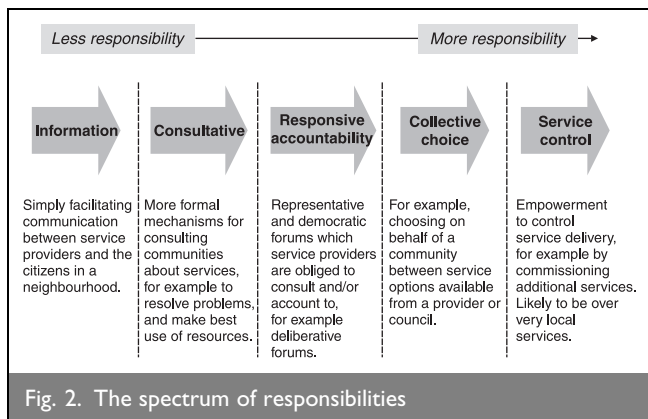 Less responsibility
More responsibility
Information
Consultative
Responsive
accountability
Collective
choice
Service
control
Simply facilitating
communication
between service
providers and the
citizens in a
neighbourhood.
More formal
mechanisms for
consulting
communities
about services,
for example to
resolve problems,
and make best
use of resources.
Representative
and democratic
forums which
service providers
are obliged to
consult and/or
account to,
for example
deliberative
forums.
For example,
choosing on
behalf of a
community
between service
options available
from a provider or
council.
Empowerment
to control
service delivery,
for example by
commissioning
additional services.
Likely to be over
very local
services.
Fig. 2. The spectrum of responsibilities